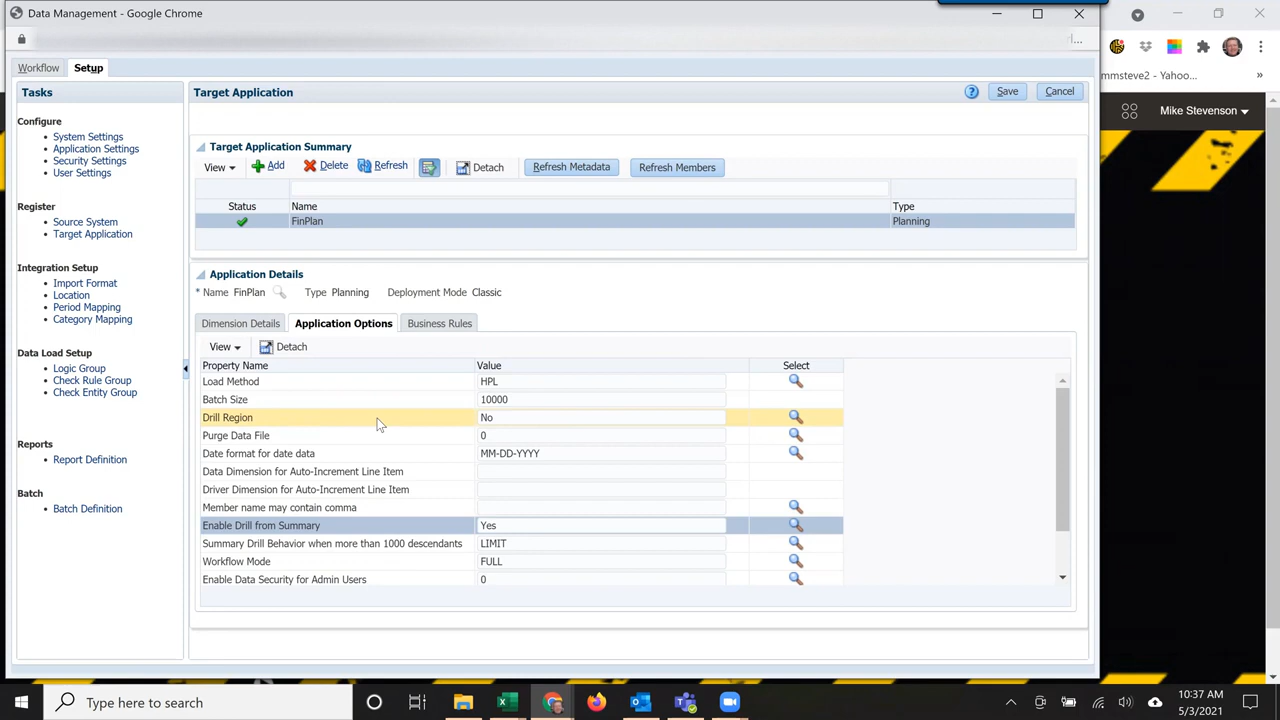 Data Management - Google Chrome
...
mmsteve2 - Yahoo...
»
Workflow
Setup
Mike Stevenson
Tasks
Configure
System Settings
Application Settings
Security Settings
User Settings
Register
Source System
Target Application
Integration Setup
Import Format
Location
Period Mapping
Category Mapping
Data Load Setup
Logic Group
Check Rule Group
Check Entity Group
Reports
Report Definition
Batch
Batch Definition
Target Application
? Save Cancel
Target Application Summary
View Add Delete Refresh Detach Refresh Metadata Refresh Members
Status Name Type
FinPlan Planning
Application Details
* Name FinPlan Type Planning Deployment Mode Classic
Dimension Details Application Options Business Rules
View Detach
Property Name Value Select
Load Method HPL
Batch Size 10000
Drill Region No
Purge Data File 0
Date format for date data MM-DD-YYYY
Data Dimension for Auto-Increment Line Item
Driver Dimension for Auto-Increment Line Item
Member name may contain comma
Enable Drill from Summary Yes
Summary Drill Behavior when more than 1000 descendants LIMIT
Workflow Mode FULL
Enable Data Security for Admin Users 0
Type here to search
10:37 AM
5/3/2021